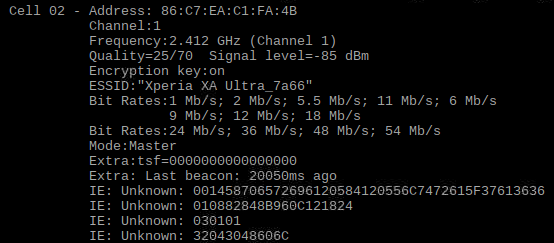 Cell 02 - Address: 86:C7:EA:C1:FA:4B
Channel:1
Frequency:2.412 GHz (Channel 1)
Quality=25/70  Signal level=-85 dBm
Encryption key:on
ESSID:"Xperia XA Ultra_7a66"
Bit Rates:1 Mb/s; 2 Mb/s; 5.5 Mb/s; 11 Mb/s; 6 Mb/s
9 Mb/s; 12 Mb/s; 18 Mb/s
Bit Rates:24 Mb/s; 36 Mb/s; 48 Mb/s; 54 Mb/s
Mode:Master
Extra:tsf=0000000000000000
Extra: Last beacon: 20050ms ago
IE: Unknown: 001458706572696120584120556C7472615F37613636
IE: Unknown: 010882848B960C121824
IE: Unknown: 030101
IE: Unknown: 32043048606C